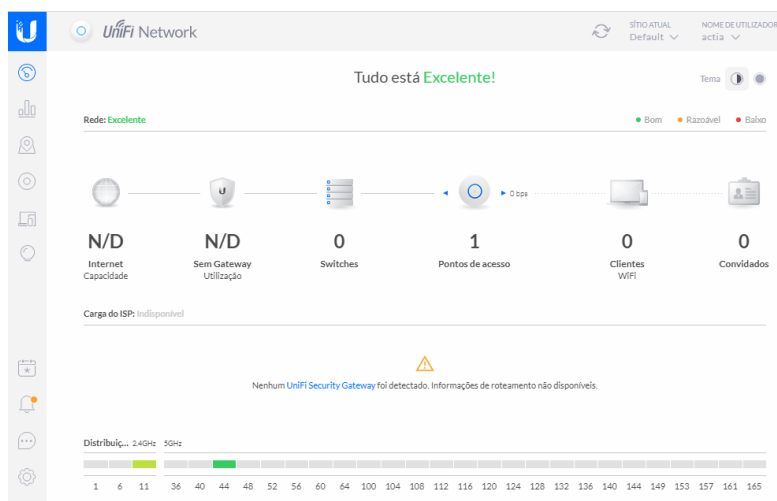 UniFi Network
SÍTIO ATUAL
Default
NOME DE UTILIZADOR
actia
Tudo está Excelente!
Tema
Rede: Excelente
Bom
Razoável
Baixo
0 bps
N/D
Internet
Capacidade
N/D
Sem Gateway
Utilização
0
Switches
1
Pontos de acesso
0
Clientes
WiFi
0
Convidados
Carga do ISP: Indisponível
Nenhum UniFi Security Gateway foi detectado. Informações de roteamento não disponíveis.
Distribuiç... 2.4GHz 5GHz
1 6 11 36 40 44 48 52 56 60 64 100 104 108 112 116 120 124 128 132 136 140 144 149 153 157 161 165